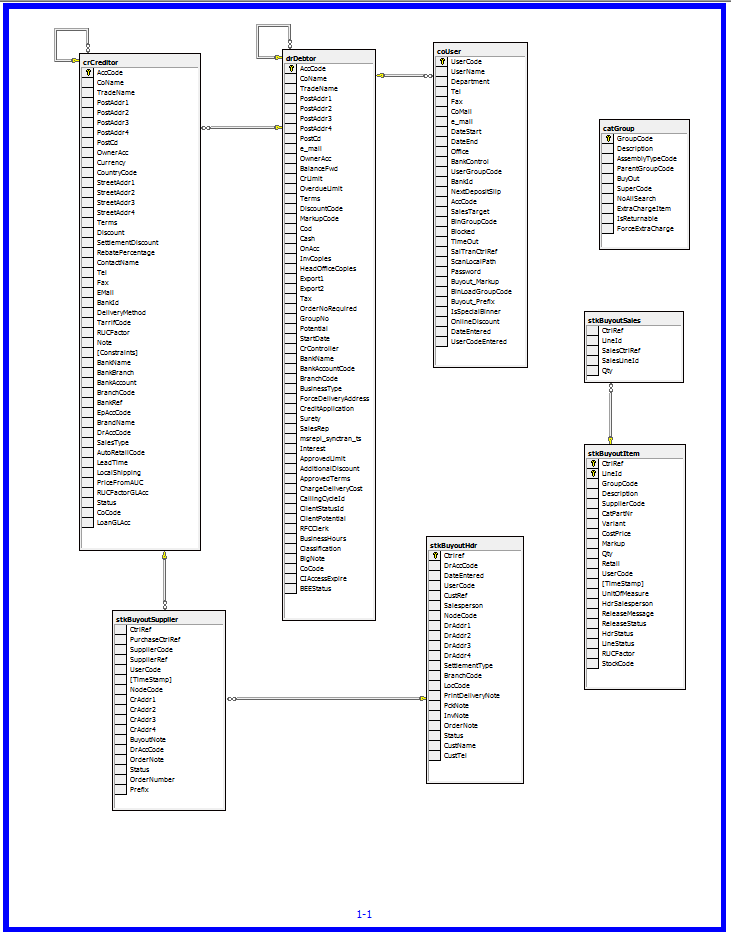 crCreditor
AccCode
CoName
TradeName
PostAddr1
PostAddr2
PostAddr3
PostAddr4
PostCd
OwnerAcc
Currency
CountryCode
StreetAddr1
StreetAddr2
StreetAddr3
StreetAddr4
Terms
Discount
SettlementDiscount
RebatePercentage
ContactName
Tel
Fax
EMail
BankId
DeliveryMethod
TarrifCode
RUCFactor
Note
[Constraints]
BankName
BankBranch
BankAccount
BranchCode
BankRef
EpAccCode
BrandName
DrAccCode
SalesType
AutoRetailCode
LeadTime
LocalShipping
PriceFromAUC
RUCFactorGLAcc
Status
CoCode
LoanGLAcc
drDebtor
AccCode
CoName
TradeName
PostAddr1
PostAddr2
PostAddr3
PostAddr4
PostCd
e_mail
OwnerAcc
BalanceFwd
CrLimit
OverdueLimit
Terms
DiscountCode
MarkupCode
Cod
Cash
OnAcc
InvCopies
HeadOfficeCopies
Export1
Export2
Tax
OrderNoRequired
GroupNo
Potential
StartDate
CrController
BankName
BankAccountCode
BranchCode
BusinessType
ForceDeliveryAddress
CreditApplication
Surety
SalesRep
msrepl_synctran_ts
Interest
ApprovedLimit
AdditionalDiscount
ApprovedTerms
ChargeDeliveryCost
CallingCycleId
ClientStatusId
ClientPotential
RFCClerk
BusinessHours
Classification
BigNote
CoCode
CIAccessExpire
BEEStatus
coUser
UserCode
UserName
Department
Tel
Fax
CoMail
e_mail
DateStart
DateEnd
Office
BankControl
UserGroupCode
BankId
NextDepositSlip
AccCode
SalesTarget
BinGroupCode
Blocked
TimeOut
SalTranCtrlRef
ScanLocalPath
Password
Buyout_Markup
BinLoadGroupCode
Buyout_Prefix
IsSpecialBinner
OnlineDiscount
DateEntered
UserCodeEntered
catGroup
GroupCode
Description
AssemblyTypeCode
ParentGroupCode
BuyOut
SuperCode
NoAllSearch
ExtraChargeItem
IsReturnable
ForceExtraCharge
stkBuyoutSales
CtrlRef
LineId
SalesCtrlRef
SalesLineId
Qty
stkBuyoutItem
CtrlRef
LineId
GroupCode
Description
SupplierCode
CatPartNr
Variant
CostPrice
Markup
Qty
Retail
UserCode
[TimeStamp]
UnitOfMeasure
HdrSalesperson
ReleaseMessage
ReleaseStatus
HdrStatus
LineStatus
RUCFactor
StockCode
stkBuyoutHdr
Ctrlref
DrAccCode
DateEntered
UserCode
CustRef
Salesperson
NodeCode
DrAddr1
DrAddr2
DrAddr3
DrAddr4
SettlementType
BranchCode
LocCode
PrintDeliveryNote
PckNote
InvNote
OrderNote
Status
CustName
CustTel
stkBuyoutSupplier
CtrlRef
PurchaseCtrlRef
SupplierCode
SupplierRef
UserCode
[TimeStamp]
NodeCode
CrAddr1
CrAddr2
CrAddr3
CrAddr4
BuyoutNote
DrAccCode
OrderNote
Status
OrderNumber
Prefix
1-1